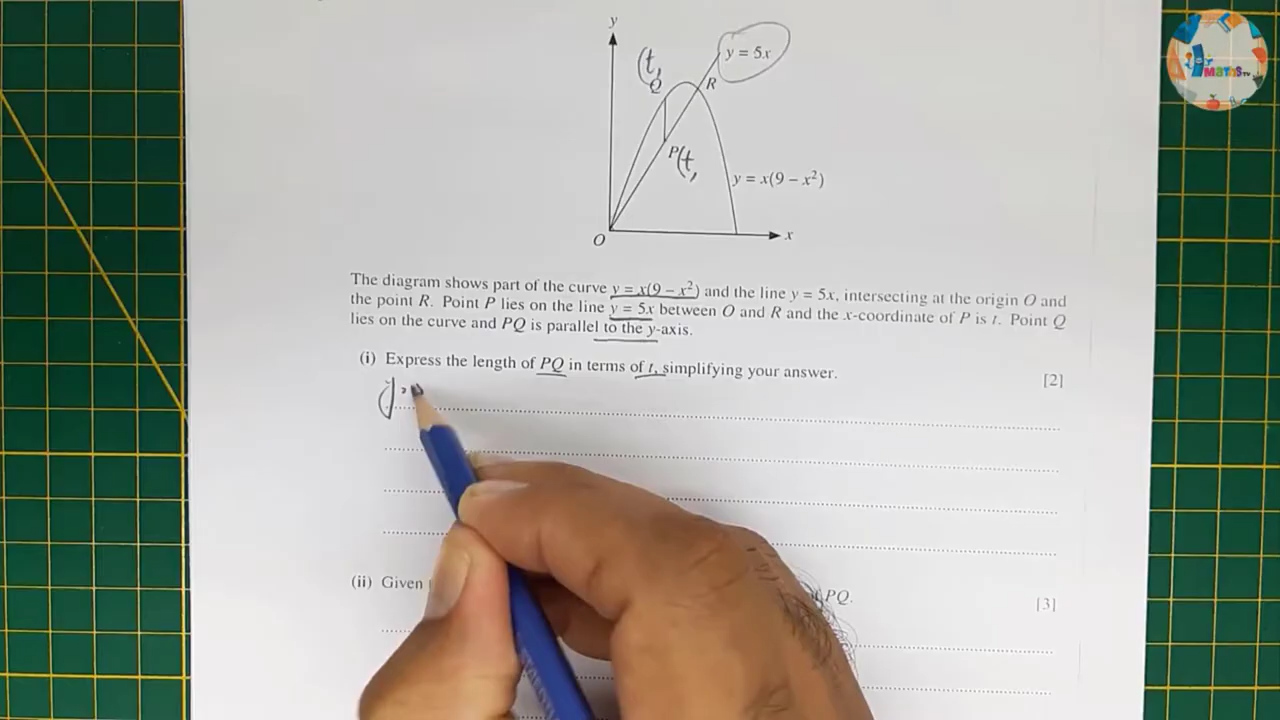 y
y = 5x
(t,
Q
R
P(t,
y = x(9 – x²)
O
x
MATHS TV
The diagram shows part of the curve y = x(9 – x²) and the line y = 5x, intersecting at the origin O and
the point R. Point P lies on the line y = 5x between O and R and the x-coordinate of P is t. Point Q
lies on the curve and PQ is parallel to the y-axis.
(i) Express the length of PQ in terms of t, simplifying your answer.
[2]
(ii) Given
PQ.
[3]